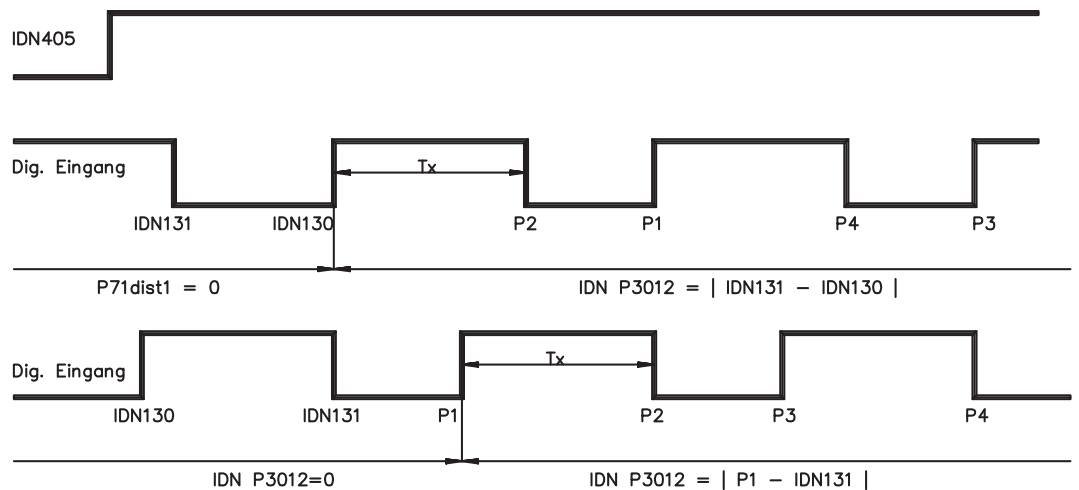 IDN405
Dig. Eingang
Tx
IDN131 IDN130 P2 P1 P4 P3
P71dist1 = 0 IDN P3012 = | IDN131 - IDN130 |
Dig. Eingang
Tx
IDN130 IDN131 P1 P2 P3 P4
IDN P3012=0 IDN P3012 = | P1 - IDN131 |